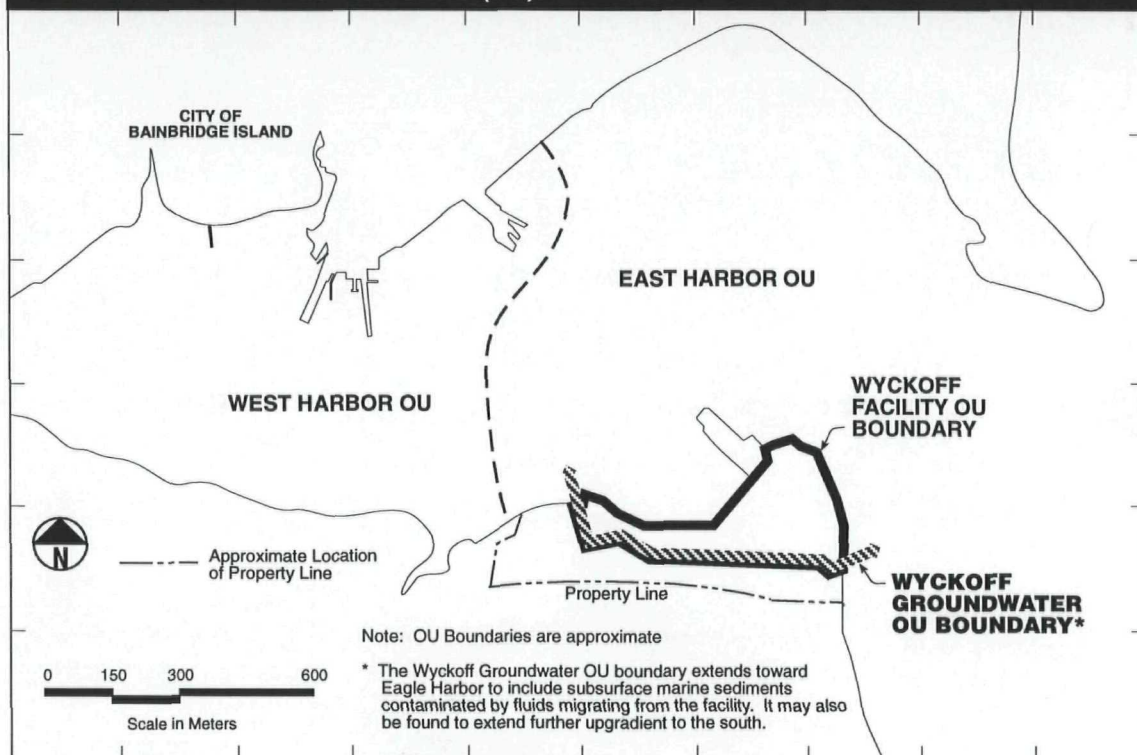 CITY OF
BAINBRIDGE ISLAND
EAST HARBOR OU
WEST HARBOR OU
WYCKOFF
FACILITY OU
BOUNDARY
N
Approximate Location
of Property Line
Property Line
WYCKOFF
GROUNDWATER
OU BOUNDARY*
Note: OU Boundaries are approximate
* The Wyckoff Groundwater OU boundary extends toward
Eagle Harbor to include subsurface marine sediments
contaminated by fluids migrating from the facility. It may also
be found to extend further upgradient to the south.
0 150 300 600
Scale in Meters